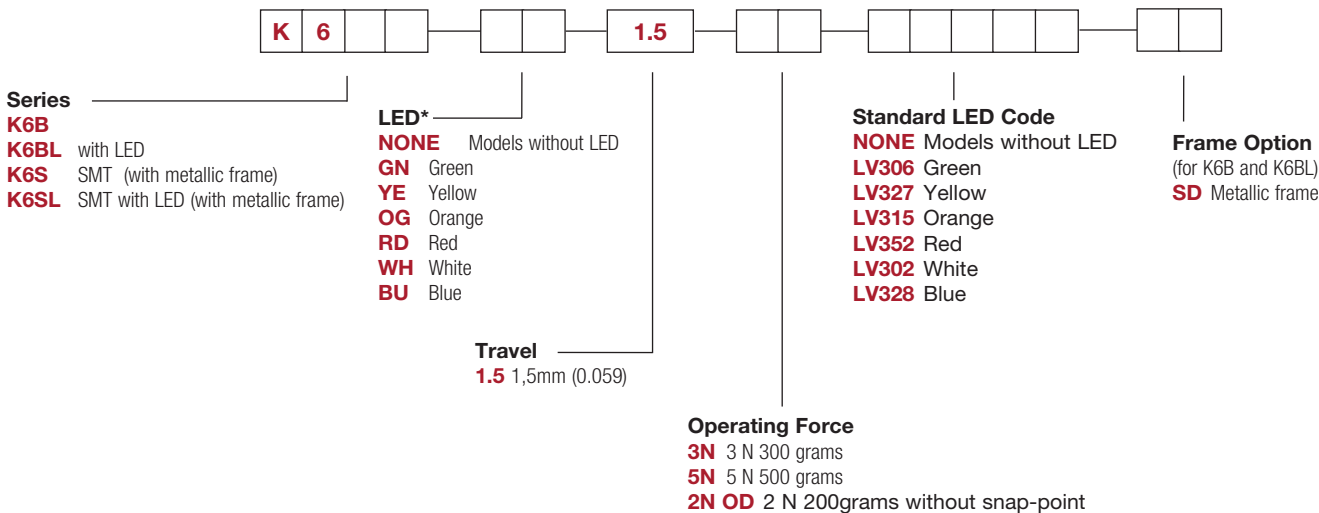 K 6 1.5
Series
K6B
K6BL with LED
K6S SMT (with metallic frame)
K6SL SMT with LED (with metallic frame)
LED*
NONE Models without LED
GN Green
YE Yellow
OG Orange
RD Red
WH White
BU Blue
Travel
1.5 1,5mm (0.059)
Operating Force
3N 3 N 300 grams
5N 5 N 500 grams
2N OD 2 N 200grams without snap-point
Standard LED Code
NONE Models without LED
LV306 Green
LV327 Yellow
LV315 Orange
LV352 Red
LV302 White
LV328 Blue
Frame Option
(for K6B and K6BL)
SD Metallic frame